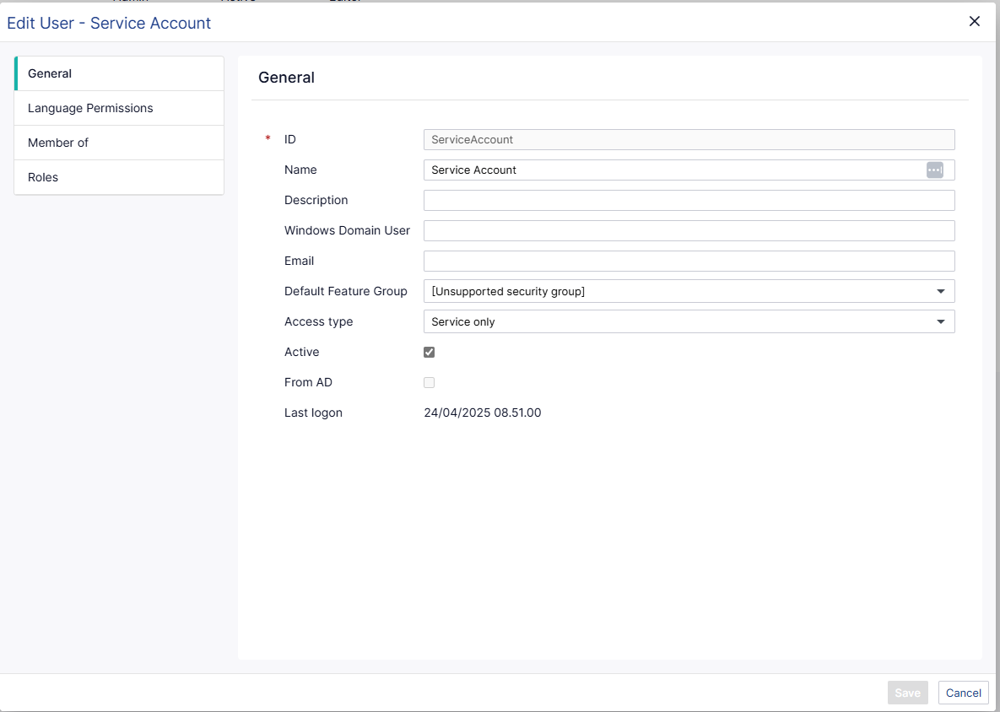 Edit User - Service Account
General
Language Permissions
Member of
Roles
General
* ID ServiceAccount
Name Service Account
Description
Windows Domain User
Email
Default Feature Group [Unsupported security group]
Access type Service only
Active
From AD
Last logon 24/04/2025 08.51.00
Save Cancel